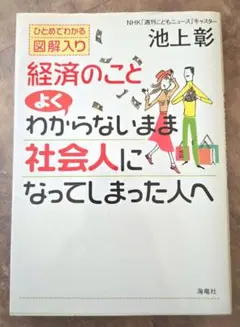 ひとめでわかる
図解入り
NHK「週刊こどもニュース」キャスター
池上彰
経済のこと
よく
わからないまま
社会人に
なってしまった人へ
海竜社